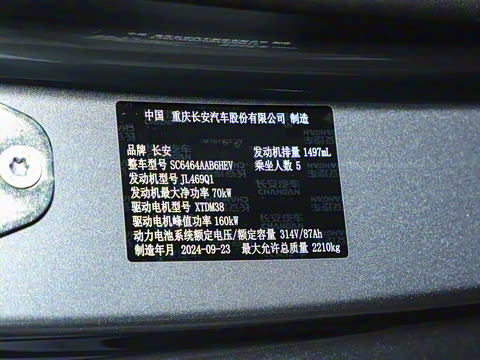 中国 重庆长安汽车股份有限公司 制造
品牌 长安 发动机排量 1497mL
整车型号 SC6464AAB6HEV 乘坐人数 5
发动机型号 JL469Q1
发动机最大净功率 70kW
驱动电机型号 XTDM38
驱动电机峰值功率 160kW
动力电池系统额定电压/额定容量 314V/87Ah
制造年月 2024-09-23 最大允许总质量 2210kg